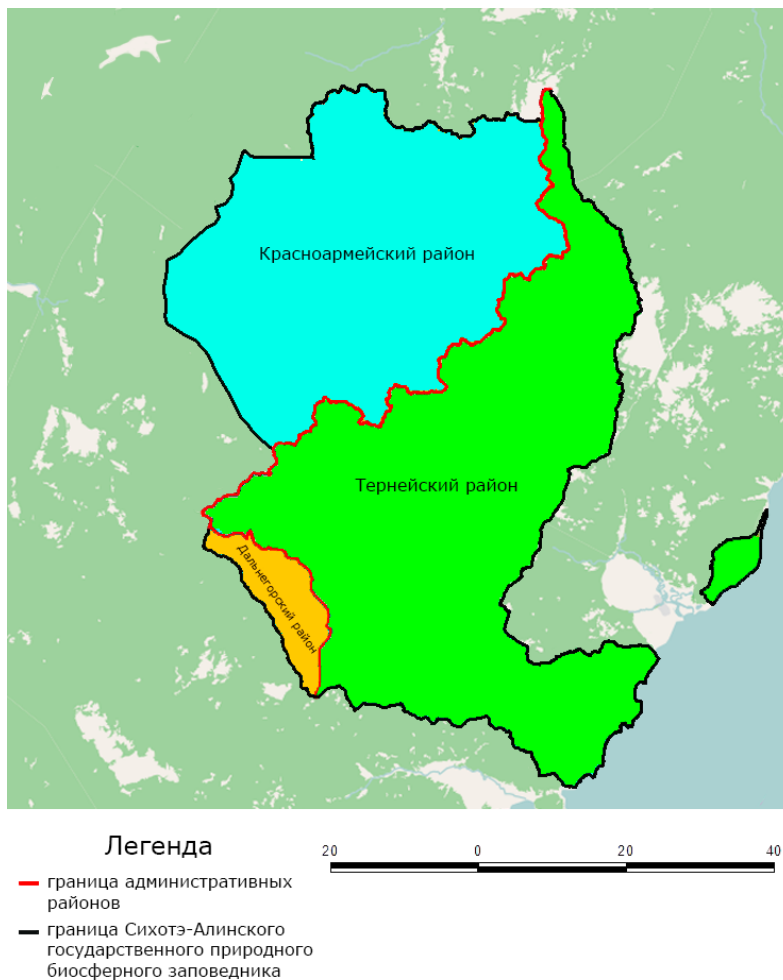 Красноармейский район
Тернейский район
Дальнегорский район
Легенда
граница административных
районов
граница Сихотэ-Алинского
государственного природного
биосферного заповедника
20 0 20 40